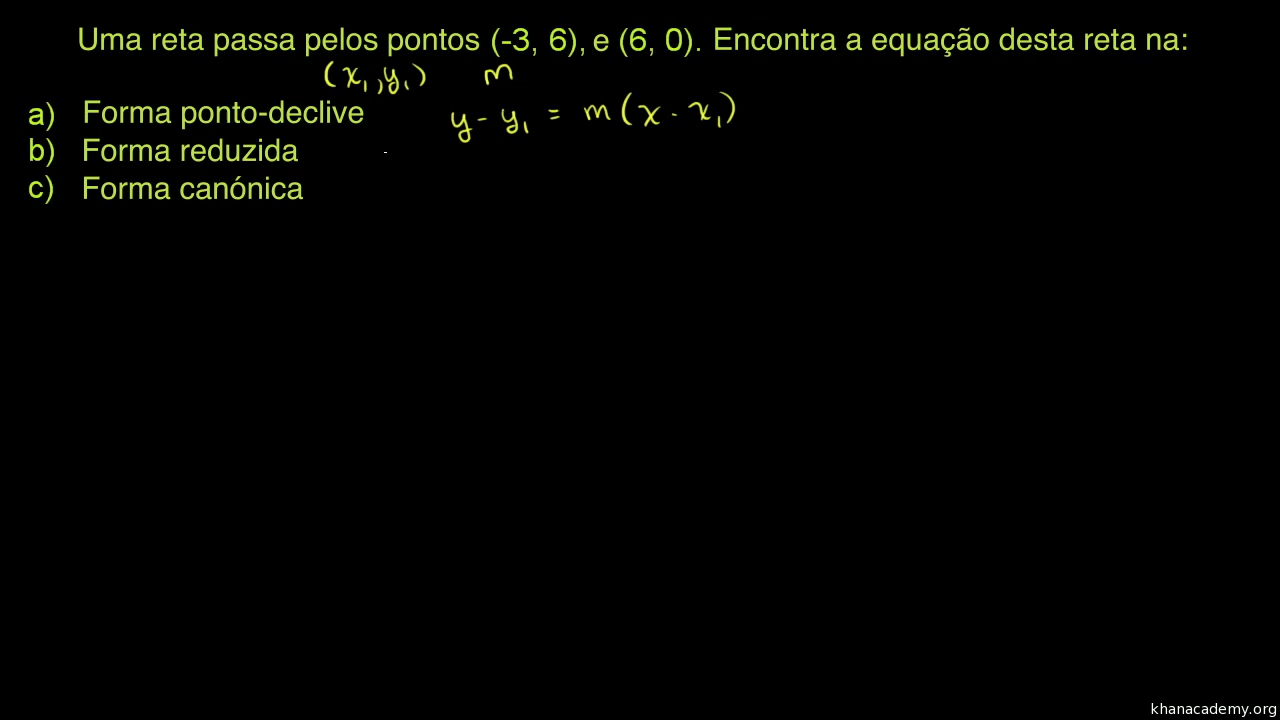 Uma reta passa pelos pontos (-3, 6), e (6, 0). Encontra a equação desta reta na:
(x₁,y₁) m
a) Forma ponto-declive y - y₁ = m(x - x₁)
b) Forma reduzida
c) Forma canónica
khanacademy.org